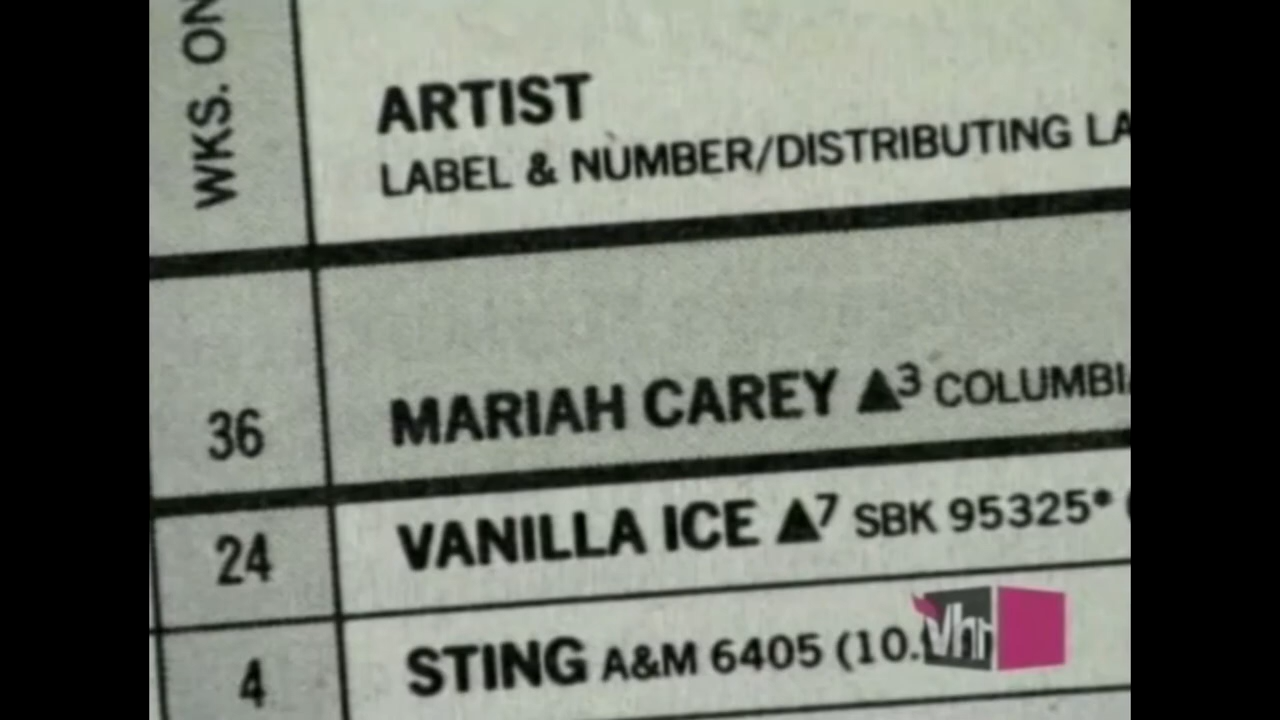 WKS. ON
ARTIST
LABEL & NUMBER/DISTRIBUTING LA
36 MARIAH CAREY ▲3 COLUMBI
24 VANILLA ICE ▲7 SBK 95325* (
4 STING A&M 6405 (10.
Vh1